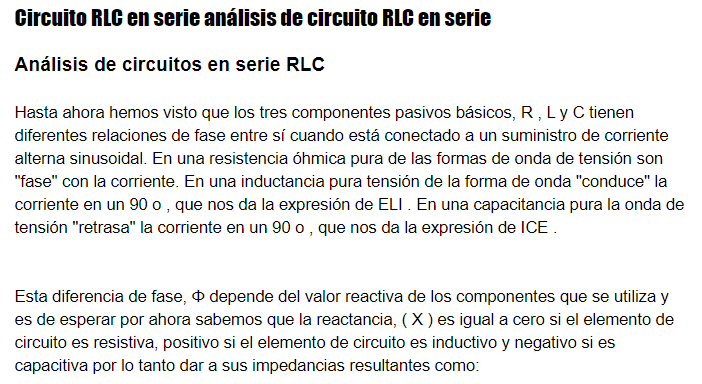 Circuito RLC en serie análisis de circuito RLC en serie
Análisis de circuitos en serie RLC
Hasta ahora hemos visto que los tres componentes pasivos básicos, R , L y C tienen
diferentes relaciones de fase entre sí cuando está conectado a un suministro de corriente
alterna sinusoidal. En una resistencia óhmica pura de las formas de onda de tensión son
"fase" con la corriente. En una inductancia pura tensión de la forma de onda "conduce" la
corriente en un 90 o , que nos da la expresión de ELI . En una capacitancia pura la onda de
tensión "retrasa" la corriente en un 90 o , que nos da la expresión de ICE .
Esta diferencia de fase, Φ depende del valor reactiva de los componentes que se utiliza y
es de esperar por ahora sabemos que la reactancia, ( X ) es igual a cero si el elemento de
circuito es resistiva, positivo si el elemento de circuito es inductivo y negativo si es
capacitiva por lo tanto dar a sus impedancias resultantes como: